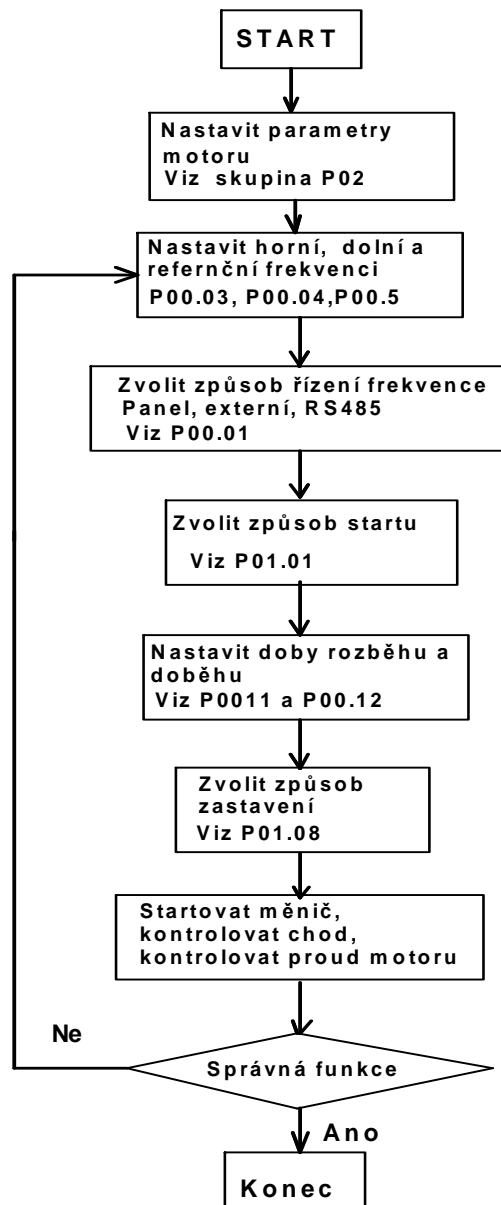 START
Nastavit parametry
motoru
Viz skupina P02
Nastavit horní, dolní a
refernční frekvenci
P00.03, P00.04,P00.5
Zvolit způsob řízení frekvence
Panel, externí, RS485
Viz P00.01
Zvolit způsob startu
Viz P01.01
Nastavit doby rozběhu a
doběhu
Viz P0011 a P00.12
Zvolit způsob
zastavení
Viz P01.08
Startovat měnič,
kontrolovat chod,
kontrolovat proud motoru
Ne
Správná funkce
Ano
Konec